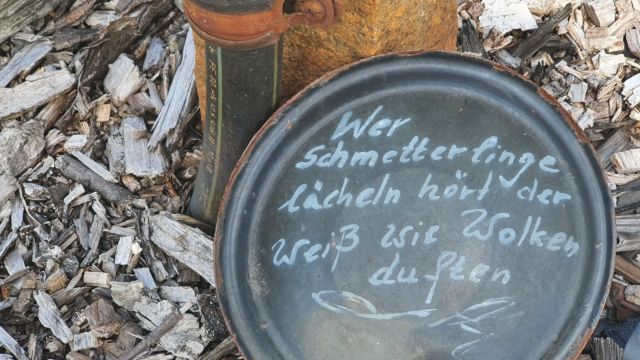 Wer
Schmetterlinge
lächeln hört, der
Weiß wie Wolken
duften